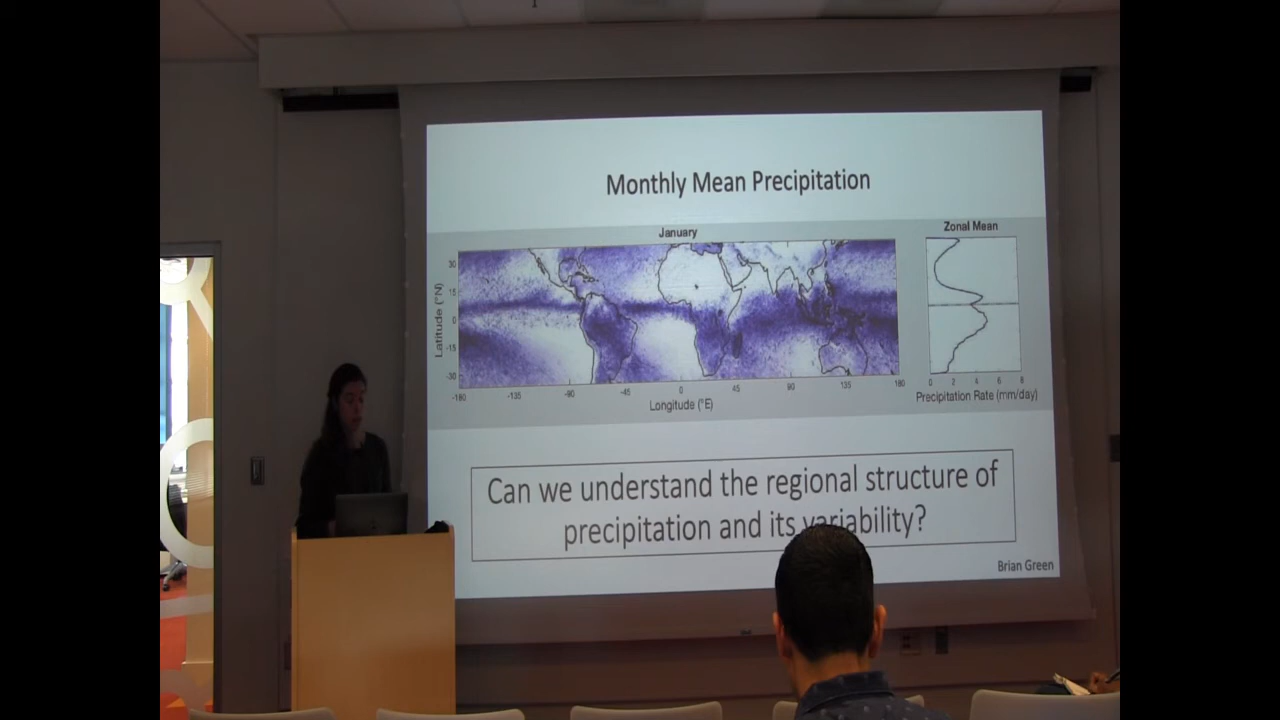 Monthly Mean Precipitation
January
Zonal Mean
Latitude (°N)
30
15
0
-15
-30
-180 -135 -90 -45 0 45 90 135 180
Longitude (°E)
0 2 4 6 8
Precipitation Rate (mm/day)
Can we understand the regional structure of
precipitation and its variability?
Brian Green